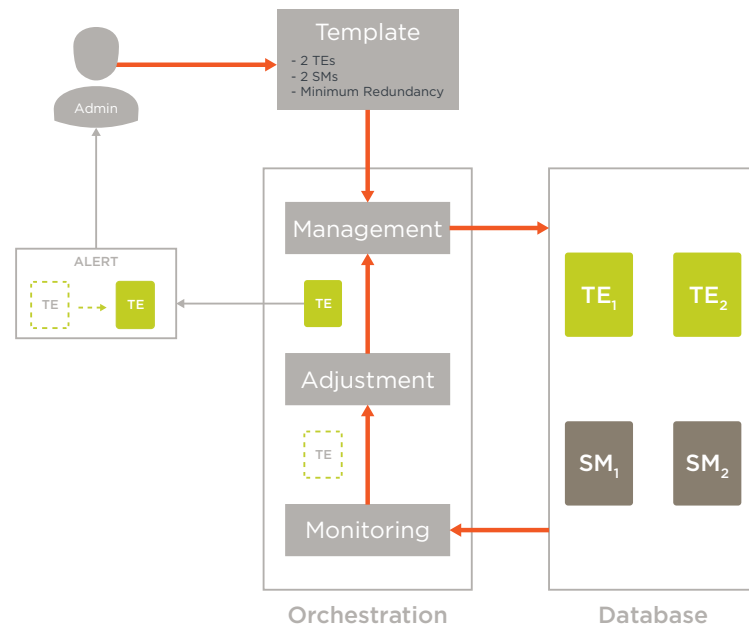 Template
- 2 TEs
- 2 SMs
- Minimum Redundancy
Admin
Management
ALERT
TE
TE
TE
TE₁
TE₂
Adjustment
TE
SM₁
SM₂
Monitoring
Orchestration
Database